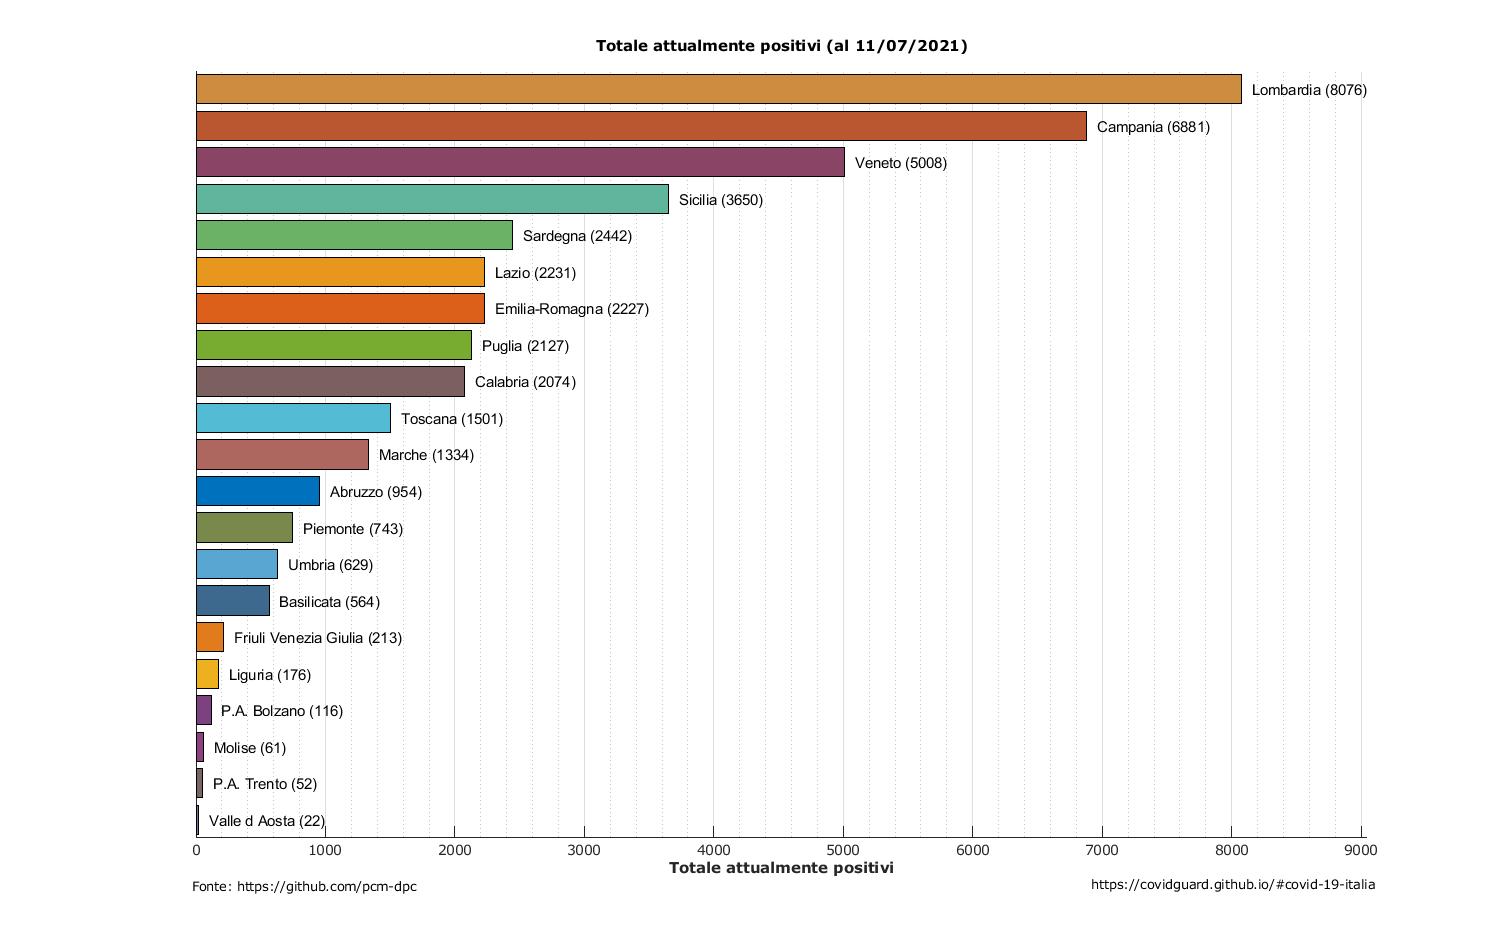 Totale attualmente positivi (al 11/07/2021)
Lombardia (8076)
Campania (6881)
Veneto (5008)
Sicilia (3650)
Sardegna (2442)
Lazio (2231)
Emilia-Romagna (2227)
Puglia (2127)
Calabria (2074)
Toscana (1501)
Marche (1334)
Abruzzo (954)
Piemonte (743)
Umbria (629)
Basilicata (564)
Friuli Venezia Giulia (213)
Liguria (176)
P.A. Bolzano (116)
Molise (61)
P.A. Trento (52)
Valle d Aosta (22)
0 1000 2000 3000 4000 5000 6000 7000 8000 9000
Totale attualmente positivi
Fonte: https://github.com/pcm-dpc
https://covidguard.github.io/#covid-19-italia